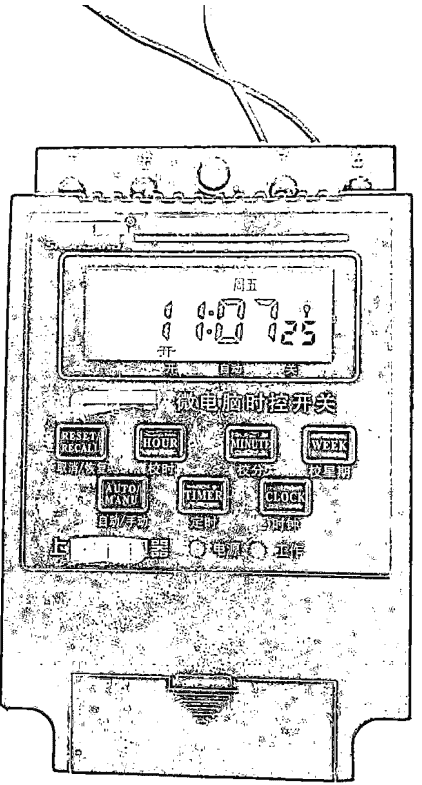 周五
11:07 25
开
开 自动 关
微电脑时控开关
RESET/RECALL HOUR MINUTE WEEK
取消/恢复 校时 校分 校星期
AUTO/MANU TIMER CLOCK
自动/手动 定时 时钟
上 器 电源 工作